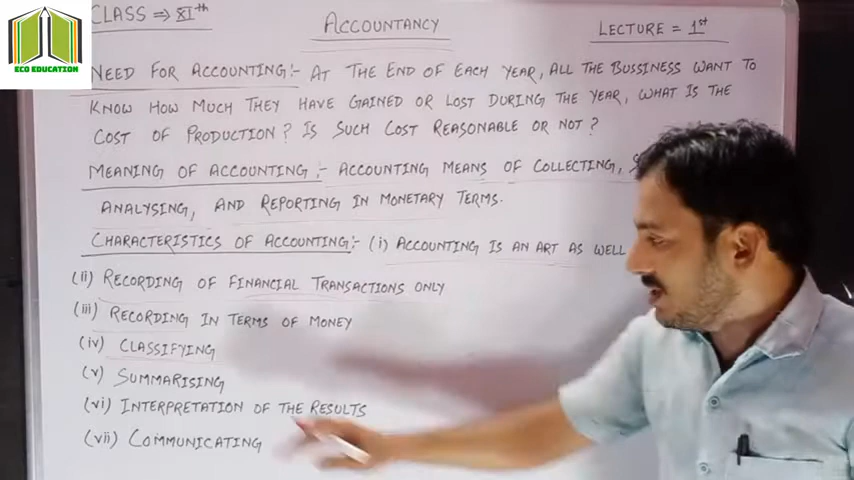 CLASS ⇒ XIth
ACCOUNTANCY
LECTURE = 1st
ECO EDUCATION
NEED FOR ACCOUNTING:- AT THE END OF EACH YEAR, ALL THE BUSSINESS WANT TO
KNOW HOW MUCH THEY HAVE GAINED OR LOST DURING THE YEAR, WHAT IS THE
COST OF PRODUCTION? IS SUCH COST REASONABLE OR NOT?
MEANING OF ACCOUNTING:- ACCOUNTING MEANS OF COLLECTING,
ANALYSING, AND REPORTING IN MONETARY TERMS.
CHARACTERISTICS OF ACCOUNTING:- (i) ACCOUNTING IS AN ART AS WELL
(ii) RECORDING OF FINANCIAL TRANSACTIONS ONLY
(iii) RECORDING IN TERMS OF MONEY
(iv) CLASSIFYING
(v) SUMMARISING
(vi) INTERPRETATION OF THE RESULTS
(vii) COMMUNICATING